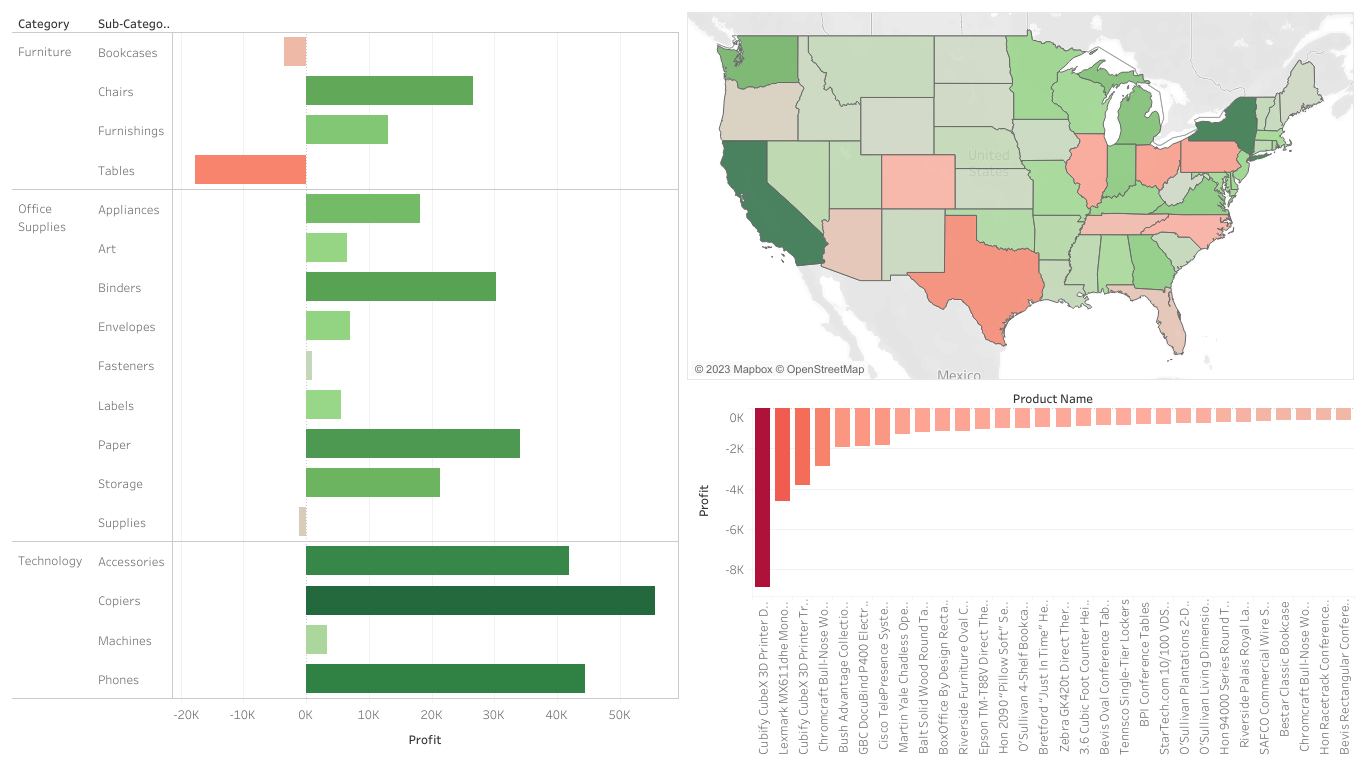 Category
Sub-Catego..
Furniture
Bookcases
Chairs
Furnishings
Tables
Office
Supplies
Appliances
Art
Binders
Envelopes
Fasteners
Labels
Paper
Storage
Supplies
Technology
Accessories
Copiers
Machines
Phones
-20K
-10K
0K
10K
20K
30K
40K
50K
Profit
United
States
Mexico
© 2023 Mapbox © OpenStreetMap
Product Name
0K
-2K
-4K
-6K
-8K
Profit
Cubify CubeX 3D Printer D..
Lexmark MX611dhe Mono..
Cubify CubeX 3D Printer Tr..
Chromcraft Bull-Nose Wo..
Bush Advantage Collectio..
GBC DocuBind P400 Electr..
Cisco TelePresence Syste..
Martin Yale Chadless Ope..
Balt Solid Wood Round Ta..
BoxOffice By Design Recta..
Riverside Furniture Oval C..
Epson TM-T88V Direct The..
Hon 2090 “Pillow Soft” Se..
O'Sullivan 4-Shelf Bookca..
Bretford “Just In Time” He..
Zebra GK420t Direct Ther..
3.6 Cubic Foot Counter Hei..
Bevis Oval Conference Tab..
Tennsco Single-Tier Lockers
BPI Conference Tables
StarTech.com 10/100 VDS..
O'Sullivan Plantations 2-D..
O'Sullivan Living Dimensio..
Hon 94000 Series Round T..
Riverside Palais Royal La..
SAFCO Commercial Wire S..
Bestar Classic Bookcase
Chromcraft Bull-Nose Wo..
Hon Racetrack Conference..
Bevis Rectangular Confere..